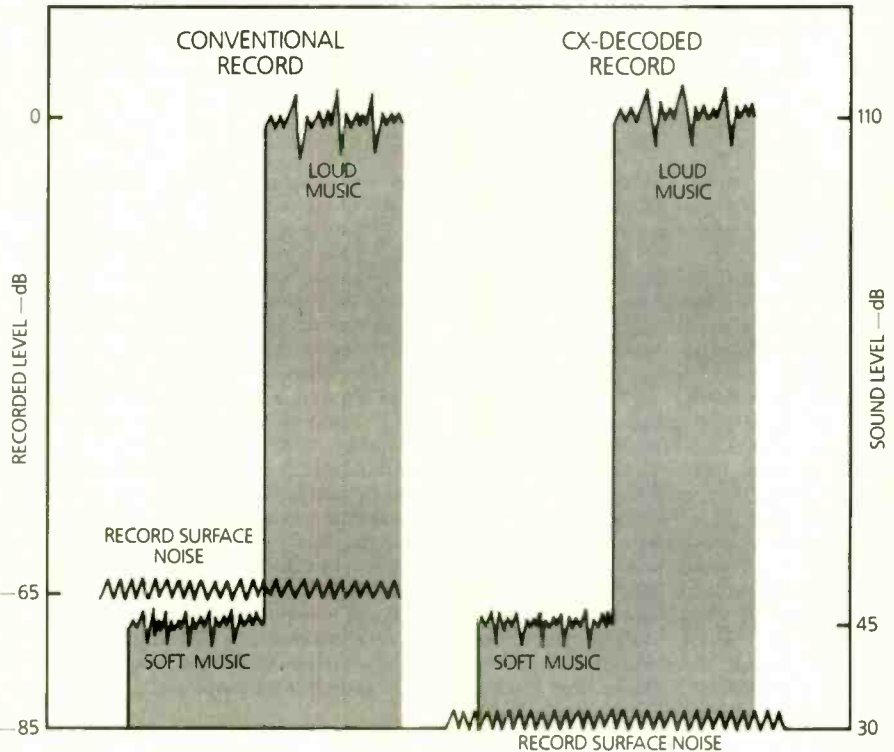 CONVENTIONAL
RECORD
CX-DECODED
RECORD
0
110
LOUD
MUSIC
LOUD
MUSIC
RECORDED LEVEL —dB
SOUND LEVEL —dB
RECORD SURFACE
NOISE
—65
45
SOFT MUSIC
SOFT MUSIC
—85
30
RECORD SURFACE NOISE